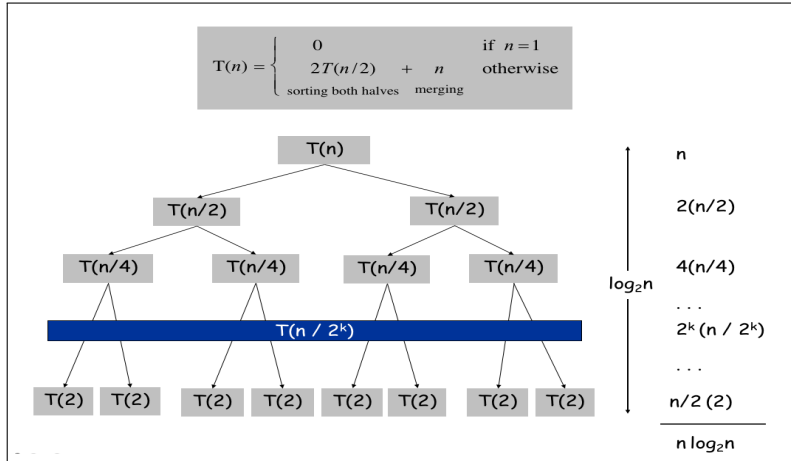 T(n) = { 0 if n = 1
2T(n/2) + n otherwise
sorting both halves merging
T(n) n
T(n/2) T(n/2) 2(n/2)
T(n/4) T(n/4) T(n/4) T(n/4) 4(n/4)
log₂n
. . .
T(n / 2ᵏ) 2ᵏ (n / 2ᵏ)
. . .
T(2) T(2) T(2) T(2) T(2) T(2) T(2) T(2) n/2 (2)
n log₂n